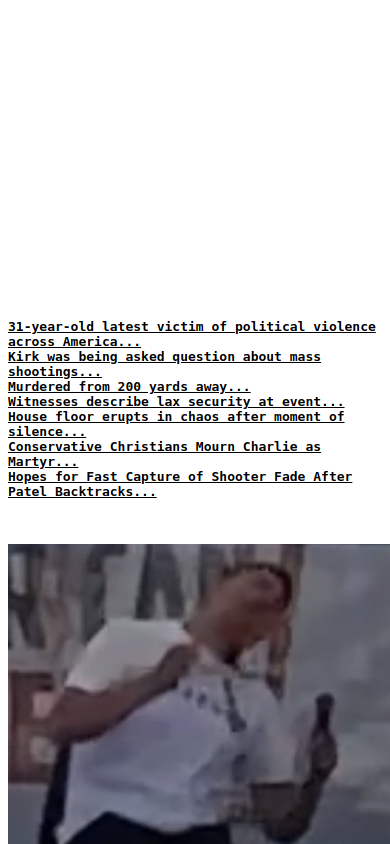 31-year-old latest victim of political violence
across America...
Kirk was being asked question about mass
shootings...
Murdered from 200 yards away...
Witnesses describe lax security at event...
House floor erupts in chaos after moment of
silence...
Conservative Christians Mourn Charlie as
Martyr...
Hopes for Fast Capture of Shooter Fade After
Patel Backtracks...